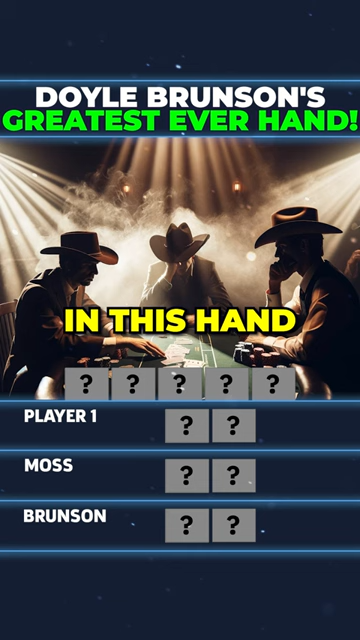 DOYLE BRUNSON'S
GREATEST EVER HAND!
IN THIS HAND
? ? ? ? ?
PLAYER 1 ? ?
MOSS ? ?
BRUNSON ? ?